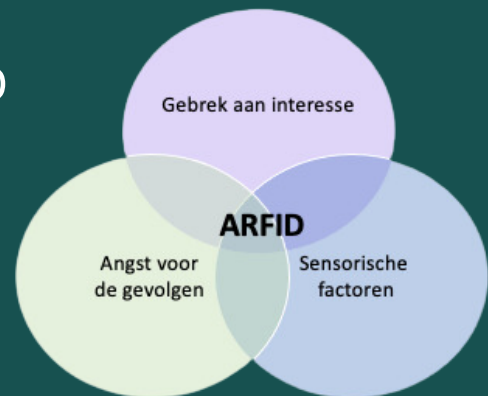 Gebrek aan interesse
ARFID
Angst voor
de gevolgen
Sensorische
factoren